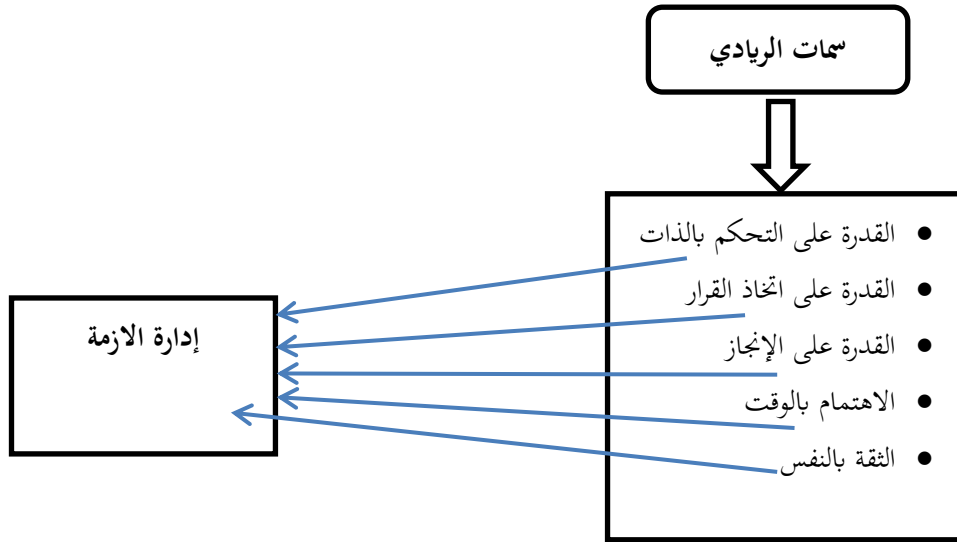 سمات الريادي
● القدرة على التحكم بالذات
● القدرة على اتخاذ القرار
● القدرة على الإنجاز
● الاهتمام بالوقت
● الثقة بالنفس
إدارة الازمة